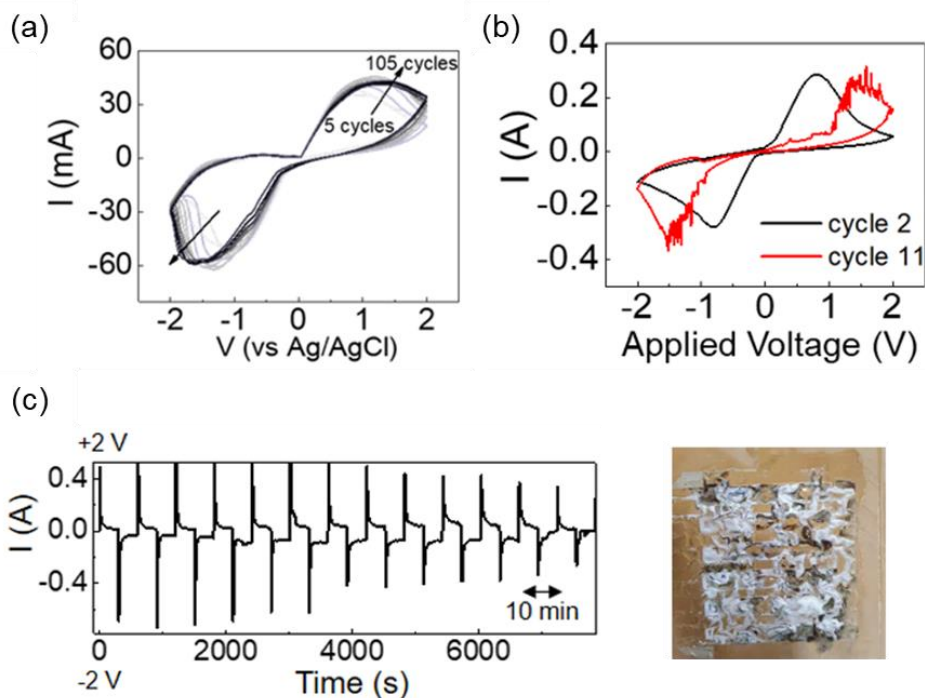 (a)
60
30
0
-30
-60
I (mA)
105 cycles
5 cycles
-2 -1 0 1 2
V (vs Ag/AgCl)
(b)
0.4
0.2
0.0
-0.2
-0.4
I (A)
cycle 2
cycle 11
-2 -1 0 1 2
Applied Voltage (V)
(c)
+2 V
0.4
0.0
-0.4
I (A)
-2 V
10 min
0 2000 4000 6000
Time (s)